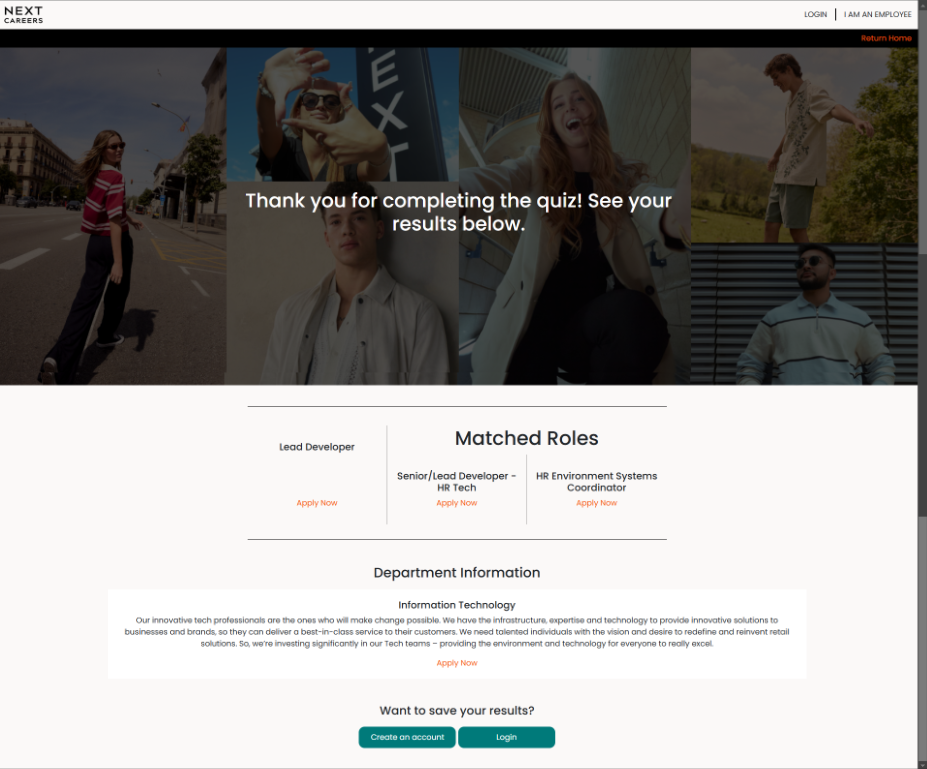 NEXT
CAREERS
LOGIN
I AM AN EMPLOYEE
Return Home
EXT
Thank you for completing the quiz! See your
results below.
Matched Roles
Lead Developer
Apply Now
Senior/Lead Developer -
HR Tech
Apply Now
HR Environment Systems
Coordinator
Apply Now
Department Information
Information Technology
Our innovative tech professionals are the ones who will make change possible. We have the infrastructure, expertise and technology to provide innovative solutions to
businesses and brands, so they can deliver a best-in-class service to their customers. We need talented individuals with the vision and desire to redefine and reinvent retail
solutions. So, we're investing significantly in our Tech teams – providing the environment and technology for everyone to really excel.
Apply Now
Want to save your results?
Create an account
Login